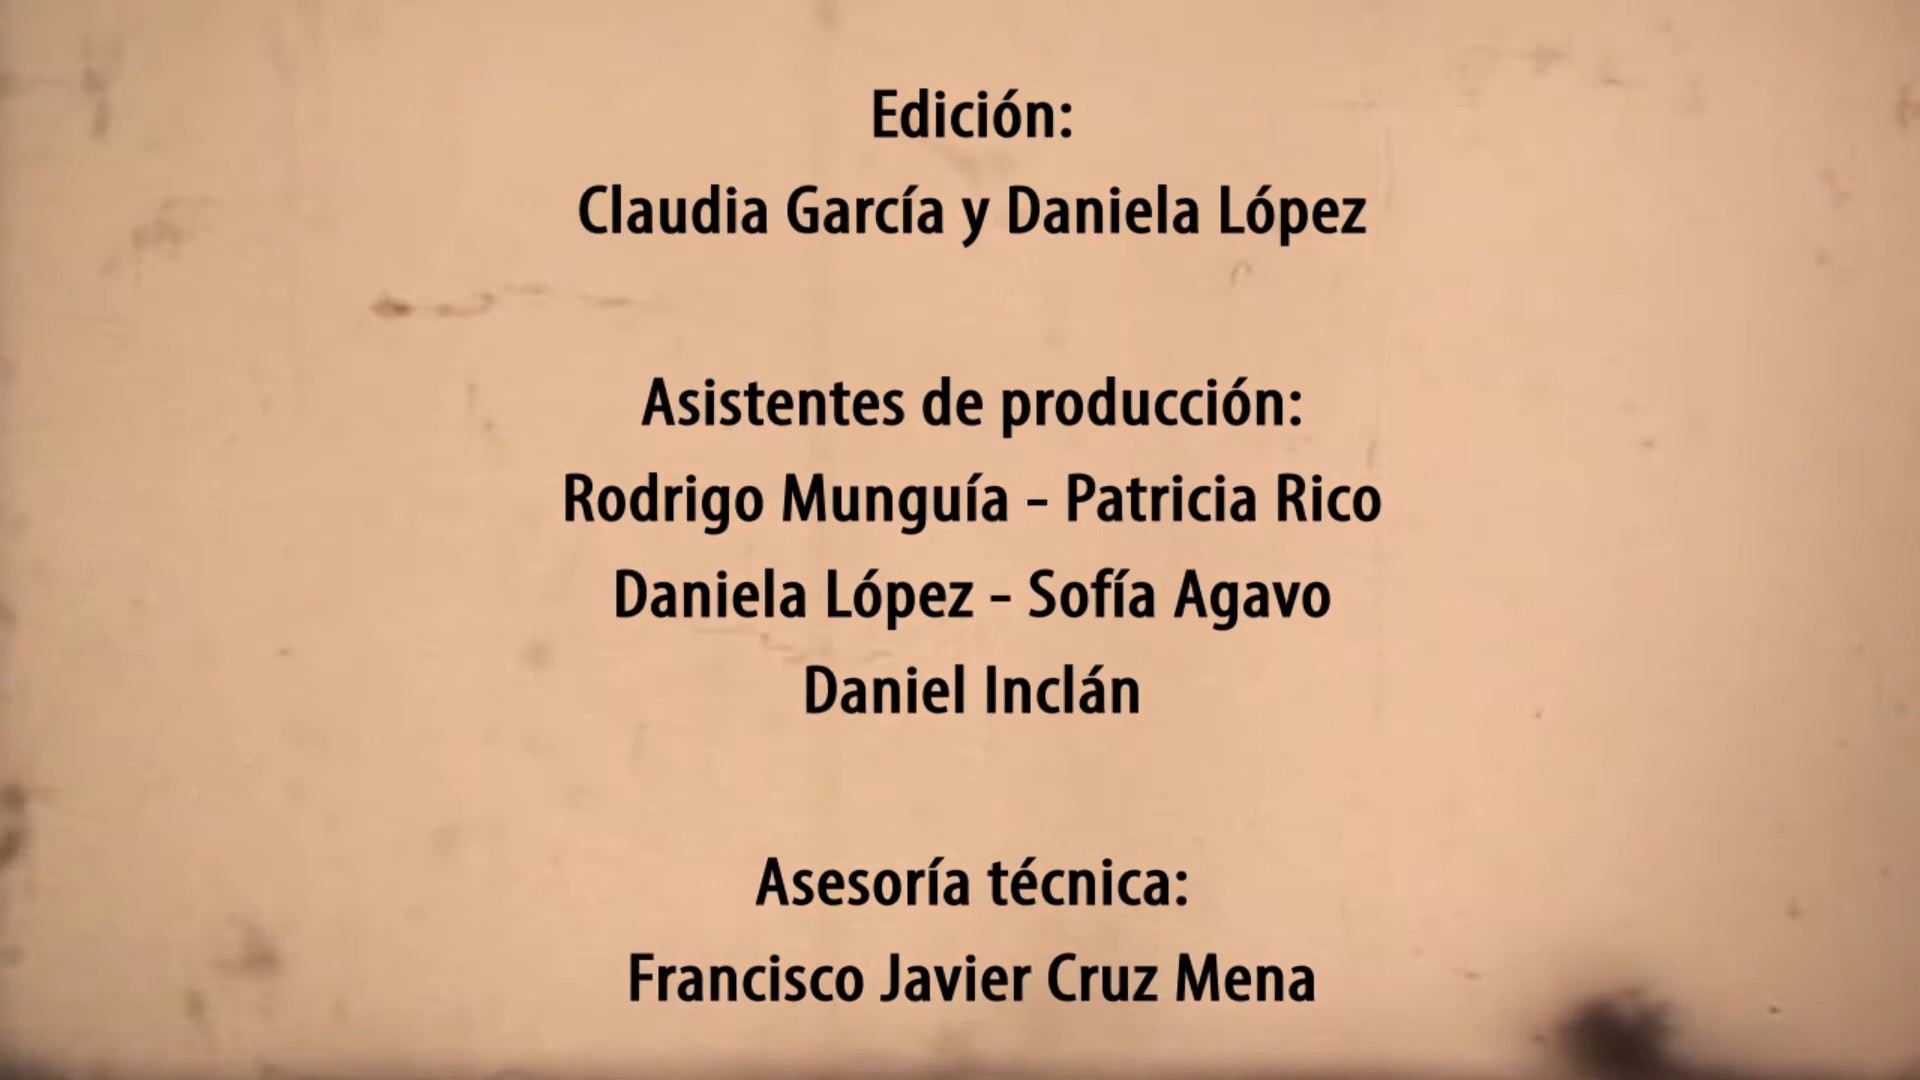 Edición:
Claudia García y Daniela López
Asistentes de producción:
Rodrigo Munguía - Patricia Rico
Daniela López - Sofía Agavo
Daniel Inclán
Asesoría técnica:
Francisco Javier Cruz Mena